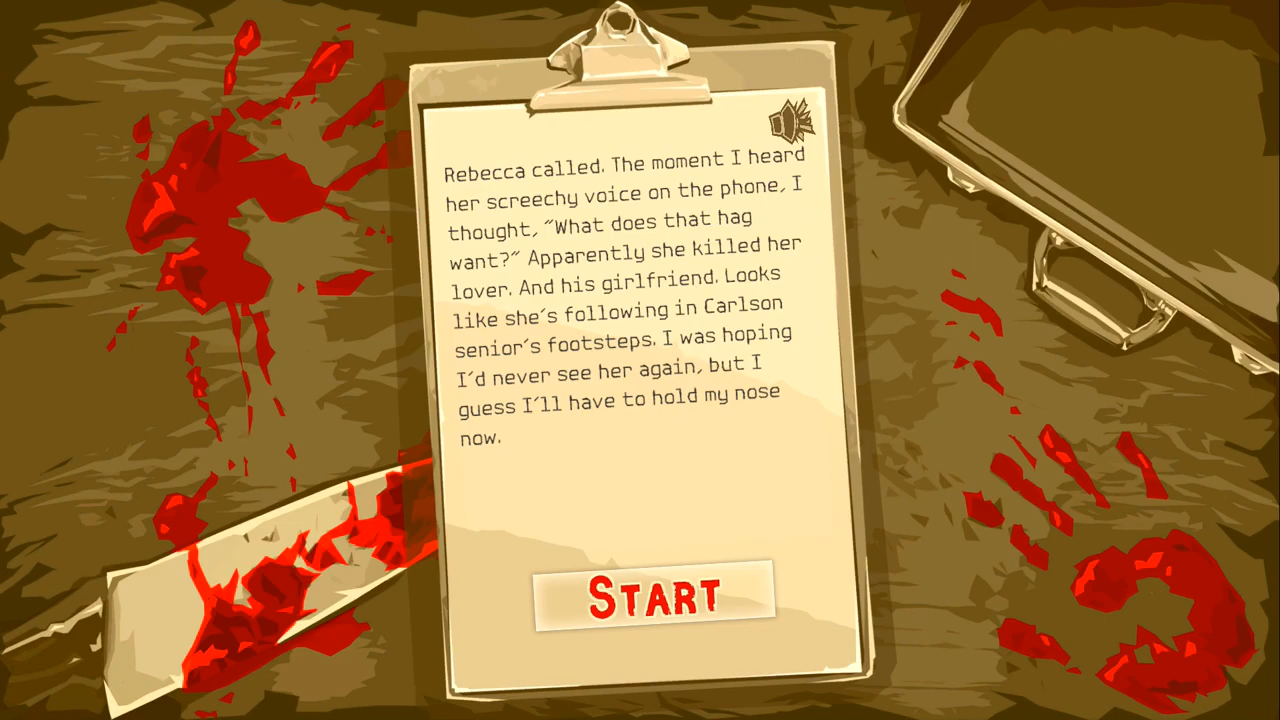 Rebecca called. The moment I heard
her screechy voice on the phone, I
thought, "What does that hag
want?" Apparently she killed her
lover. And his girlfriend. Looks
like she's following in Carlson
senior's footsteps. I was hoping
I'd never see her again, but I
guess I'll have to hold my nose
now.
START